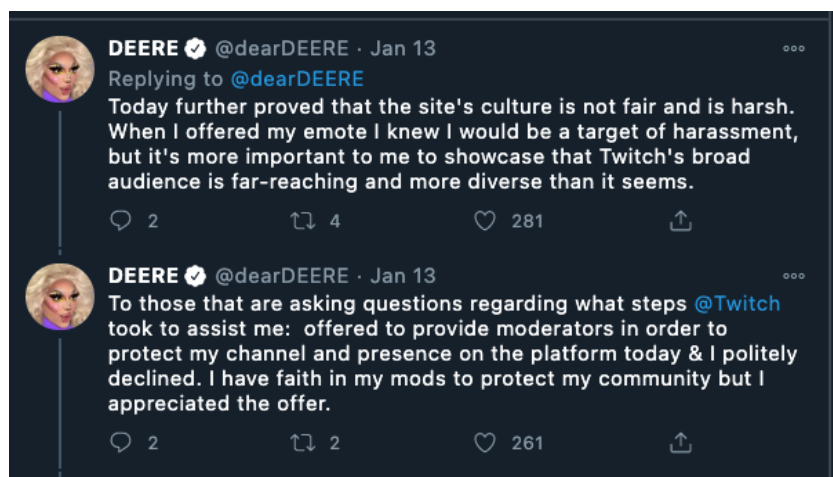 DEERE @dearDEERE · Jan 13
Replying to @dearDEERE
Today further proved that the site's culture is not fair and is harsh.
When I offered my emote I knew I would be a target of harassment,
but it's more important to me to showcase that Twitch's broad
audience is far-reaching and more diverse than it seems.
2 4 281
DEERE @dearDEERE · Jan 13
To those that are asking questions regarding what steps @Twitch
took to assist me: offered to provide moderators in order to
protect my channel and presence on the platform today & I politely
declined. I have faith in my mods to protect my community but I
appreciated the offer.
2 2 261